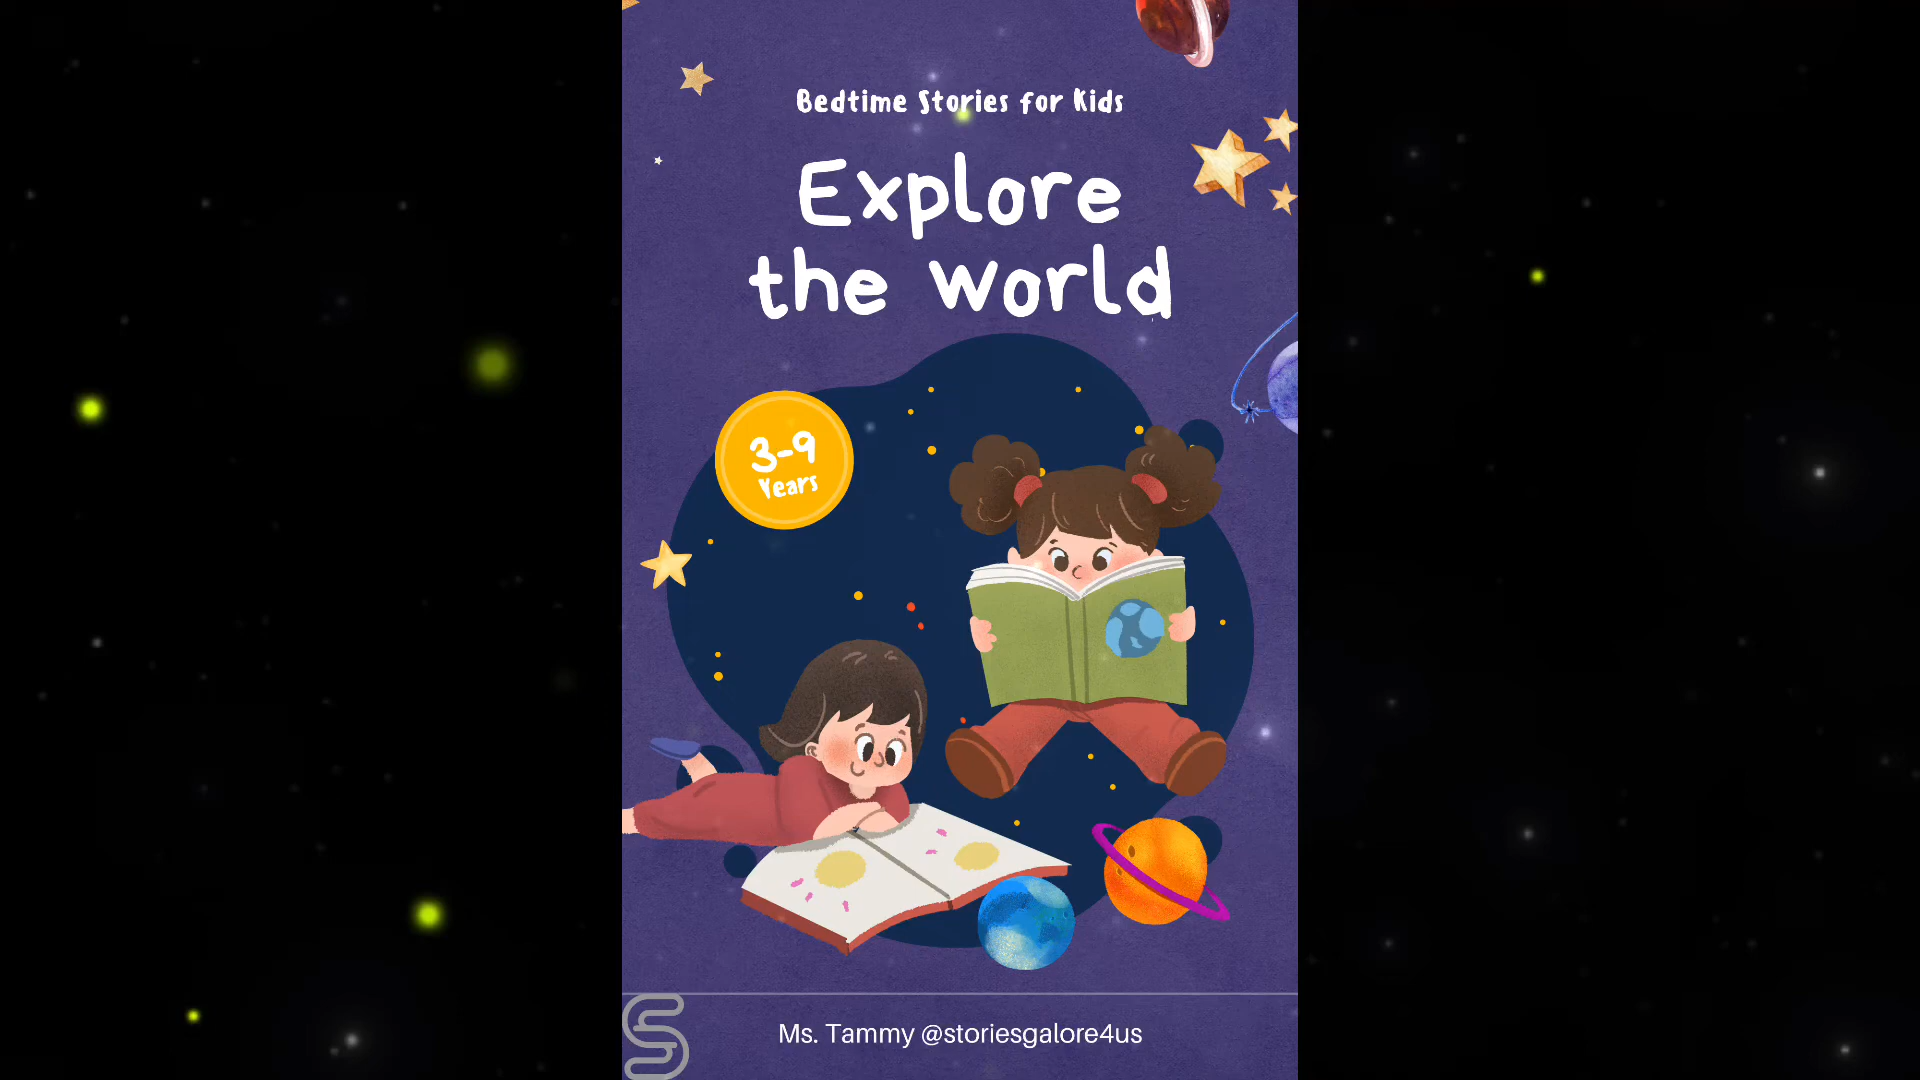 Bedtime Stories for Kids
Explore
the world
3-9
Years
Ms. Tammy @storiesgalore4us